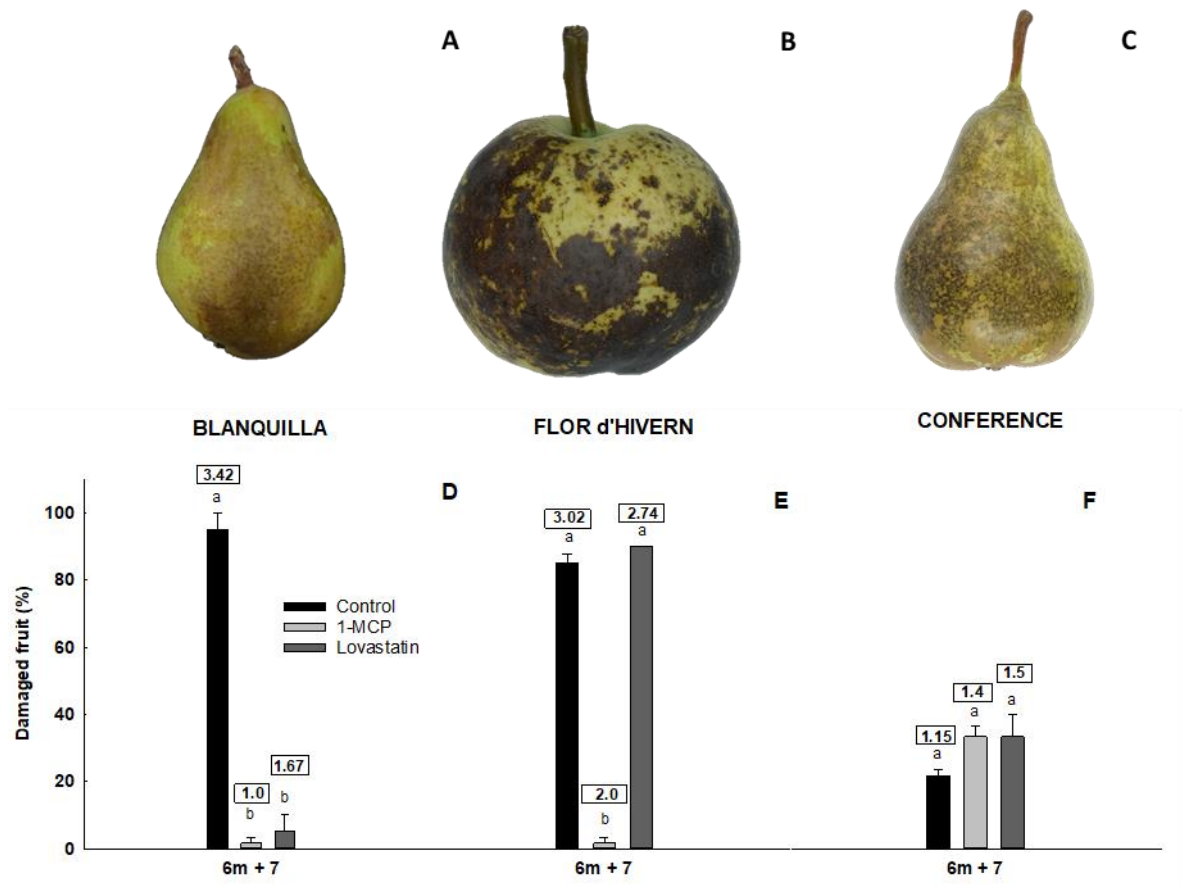 A
B
C
BLANQUILLA
FLOR d'HIVERN
CONFERENCE
3.42
a
D
3.02
a
2.74
a
E
F
100
80
60
40
20
0
Damaged fruit (%)
Control
1-MCP
Lovastatin
1.0
b
1.67
b
2.0
b
1.15
a
1.4
a
1.5
a
6m + 7
6m + 7
6m + 7